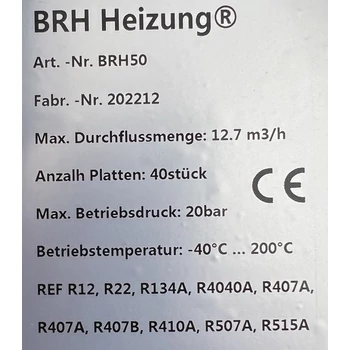 BRH Heizung®
Art. -Nr. BRH50
Fabr. -Nr. 202212
Max. Durchflussmenge: 12.7 m3/h
Anzalh Platten: 40stück
CE
Max. Betriebsdruck: 20bar
Betriebstemperatur: -40°C ... 200°C
REF R12, R22, R134A, R4040A, R407A,
R407A, R407B, R410A, R507A, R515A